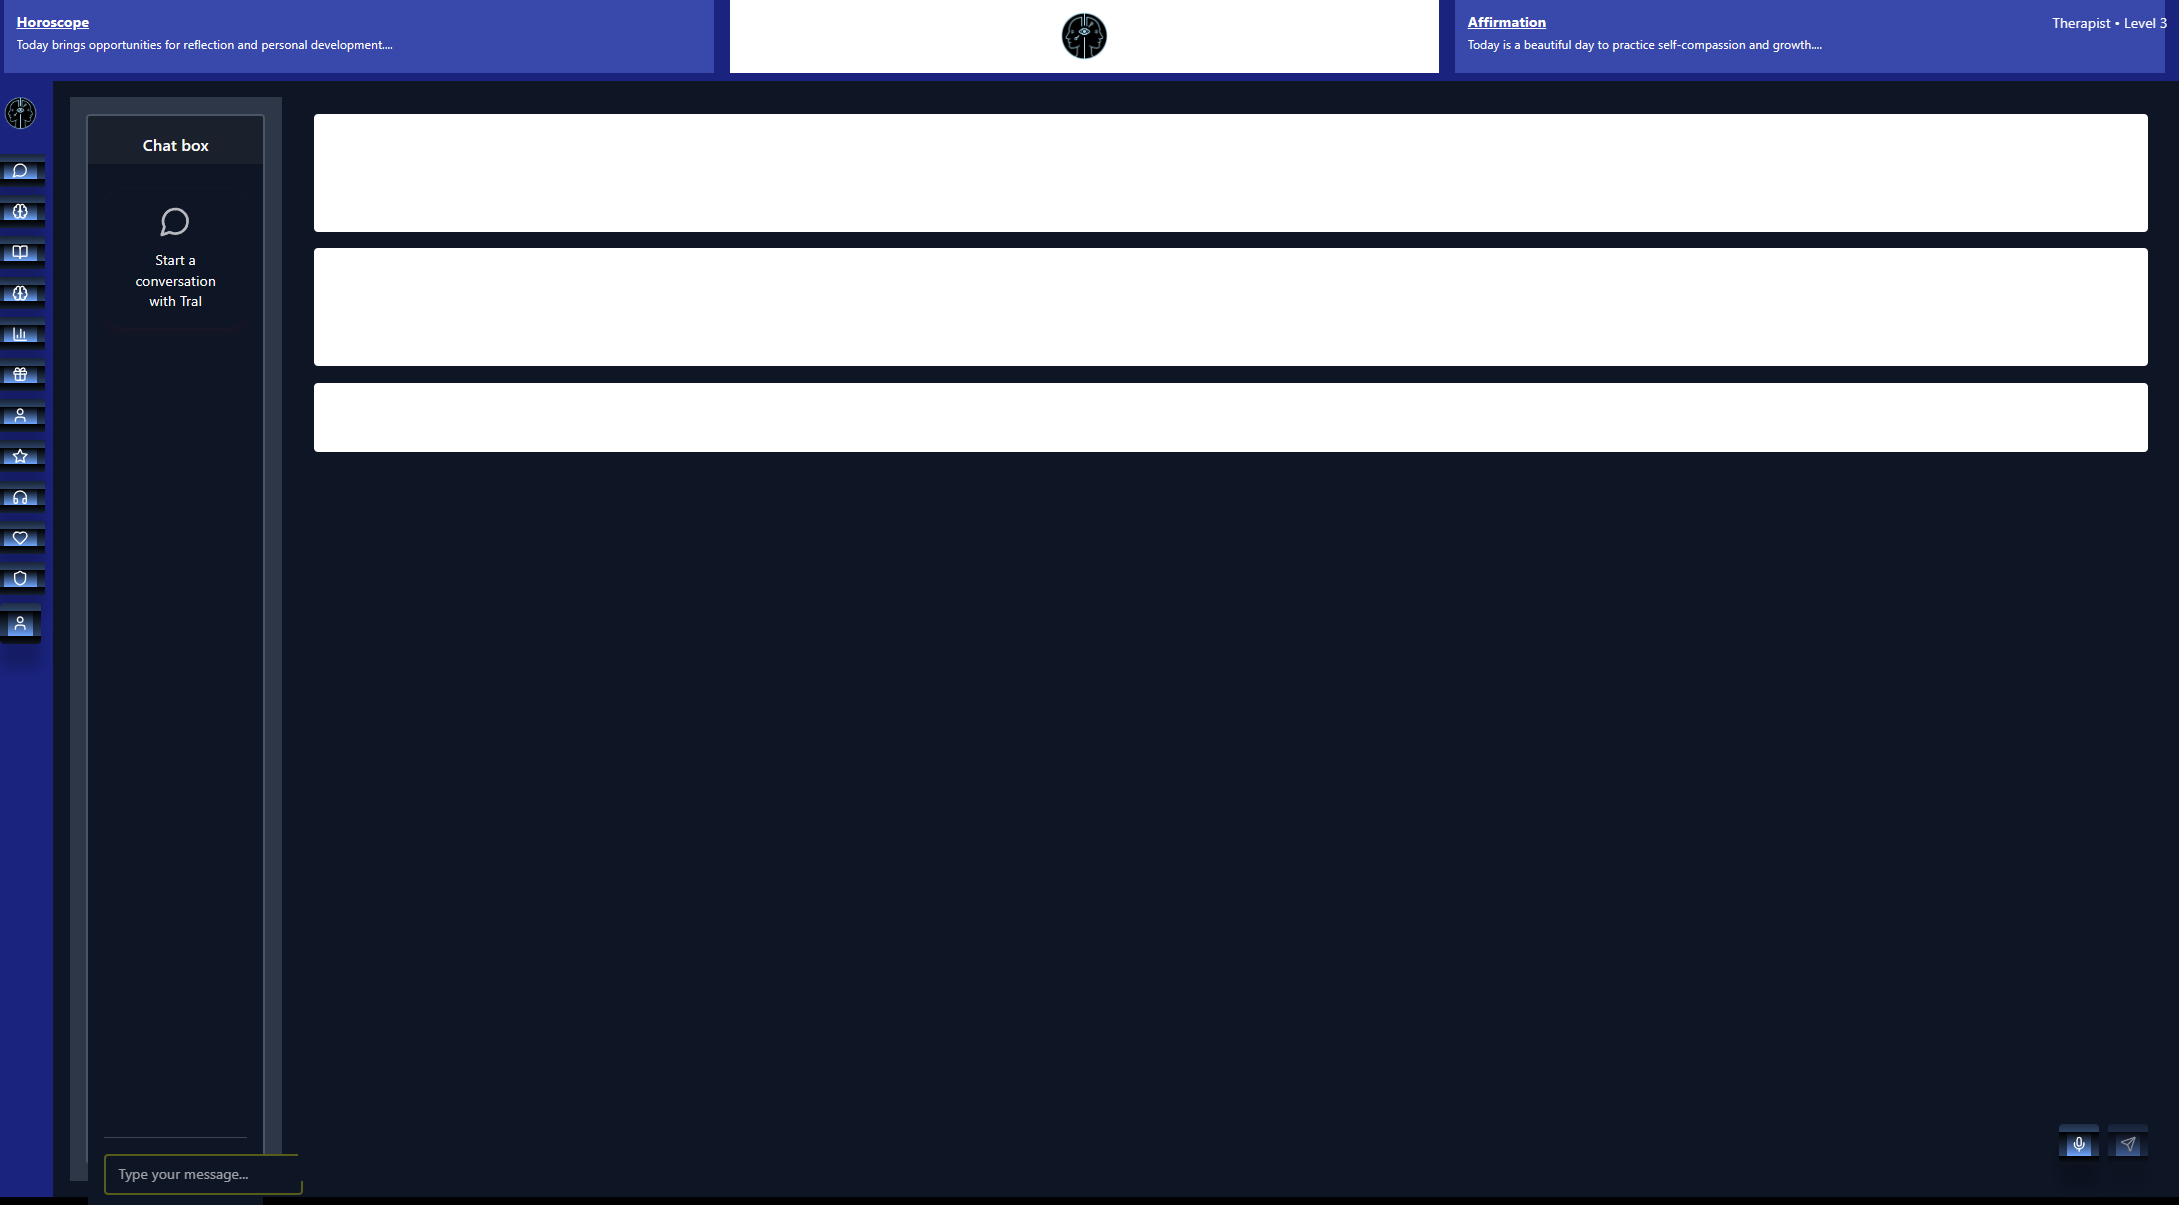 Horoscope
Today brings opportunities for reflection and personal development....
Affirmation
Today is a beautiful day to practice self-compassion and growth....
Therapist • Level 3
Chat box
Start a
conversation
with Tral
Type your message...